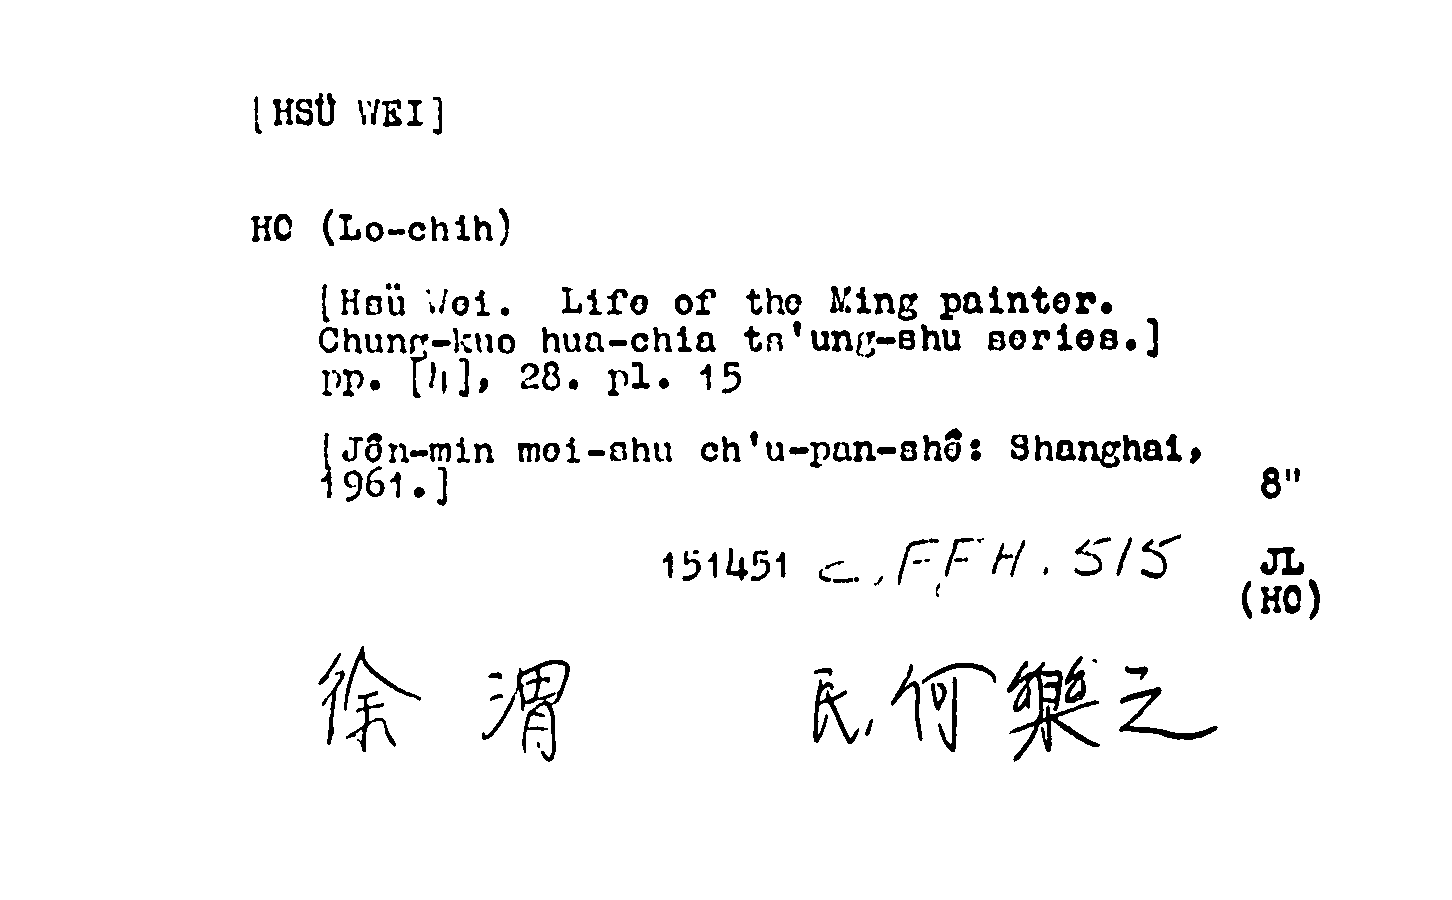 [HSÜ WEI]
HO (Lo-chih)
[Hsü Wei. Life of the Ming painter.
Chung-kuo hua-chia ts'ung-shu series.]
pp. [4], 28. pl. 15
[Jên-min mei-shu ch'u-pan-shê: Shanghai,
1961.] 8"
151451 c. FFH. 515 JL
(HO)
徐渭 民. 何樂之